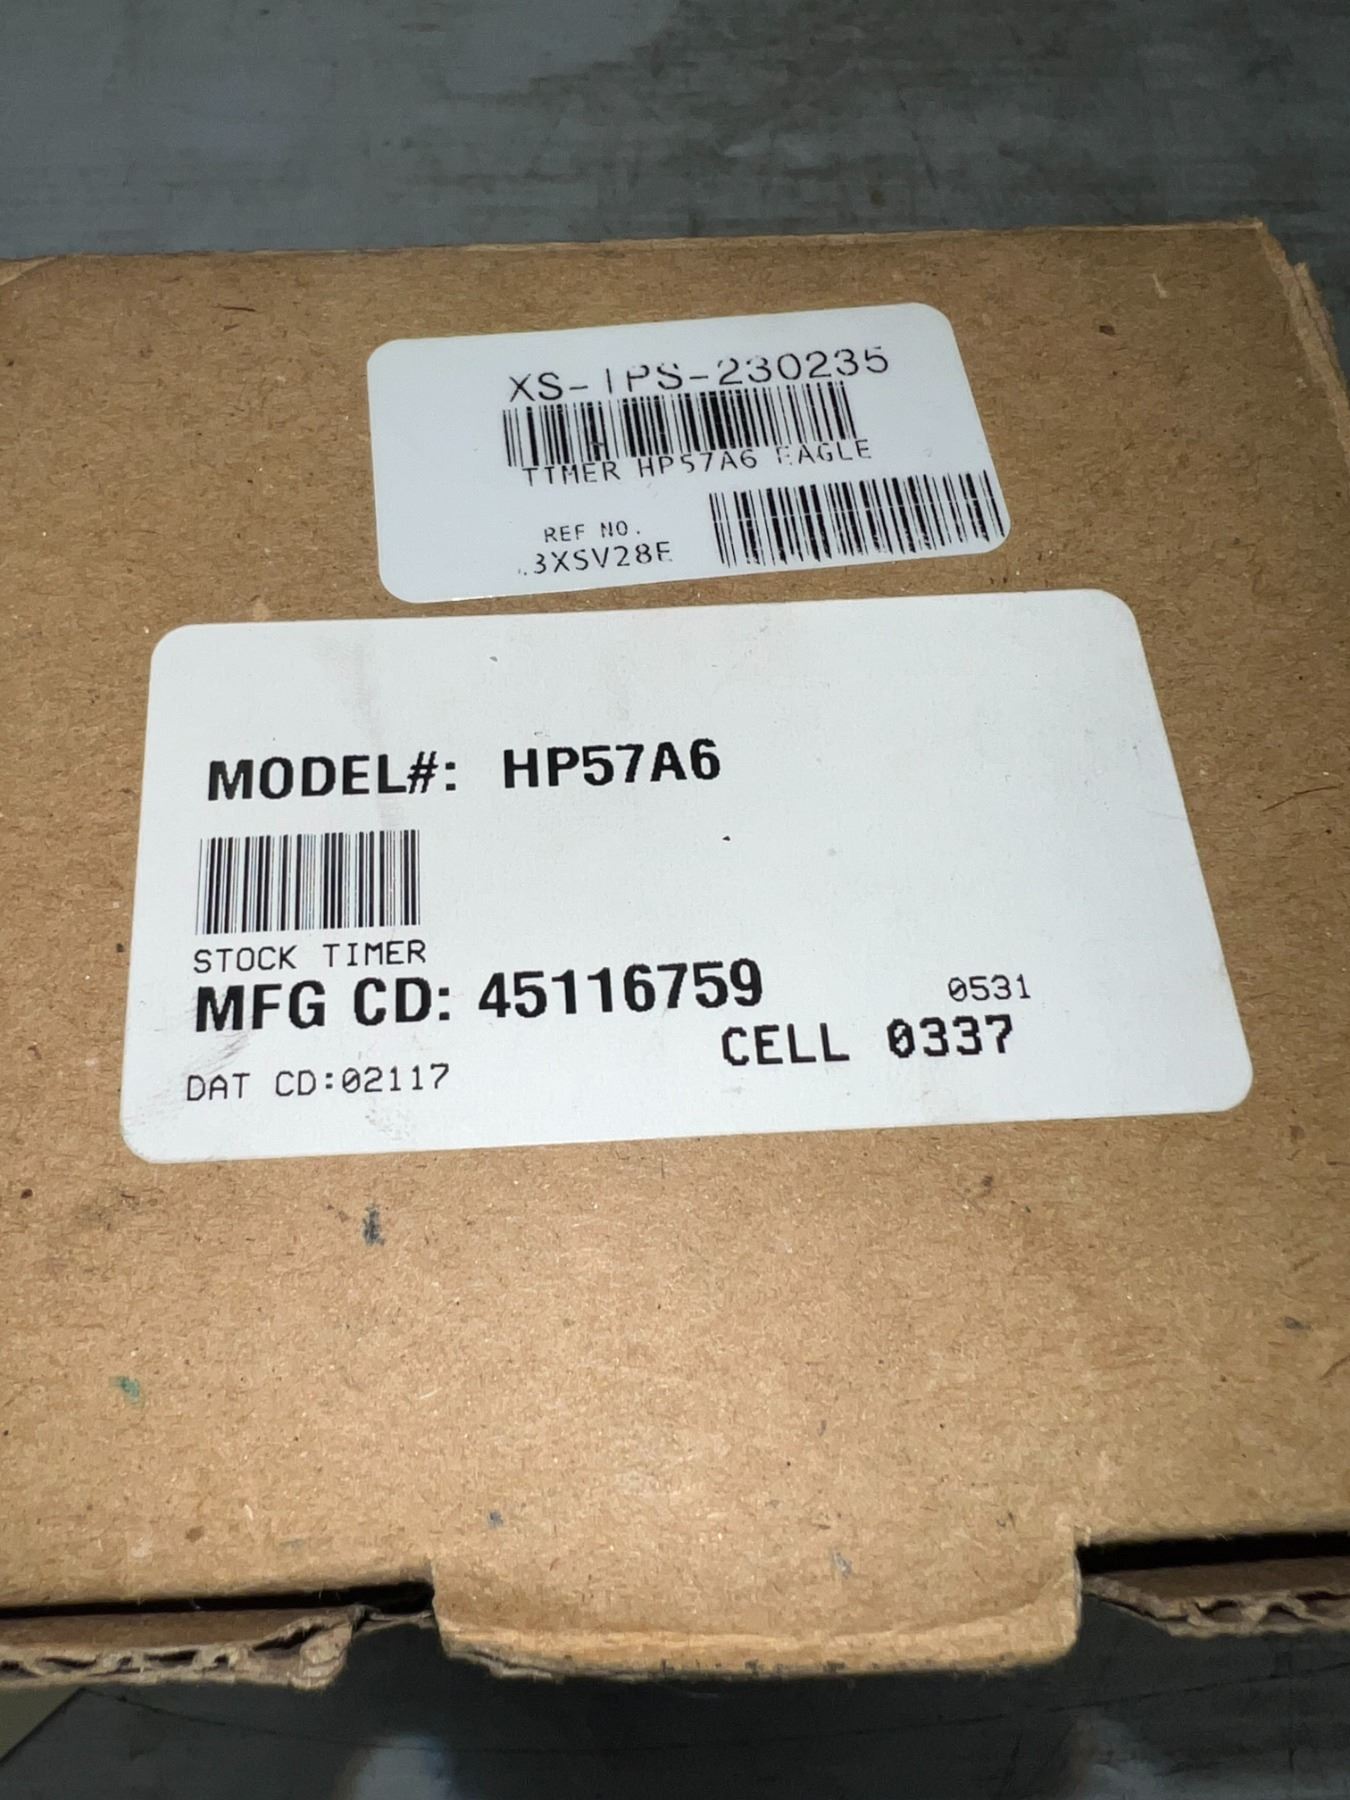 XS-IPS-230235
TIMER HP57A6 EAGLE
REF NO.
.3XSV28E
MODEL#: HP57A6
STOCK TIMER
MFG CD: 45116759
0531
CELL 0337
DAT CD:02117